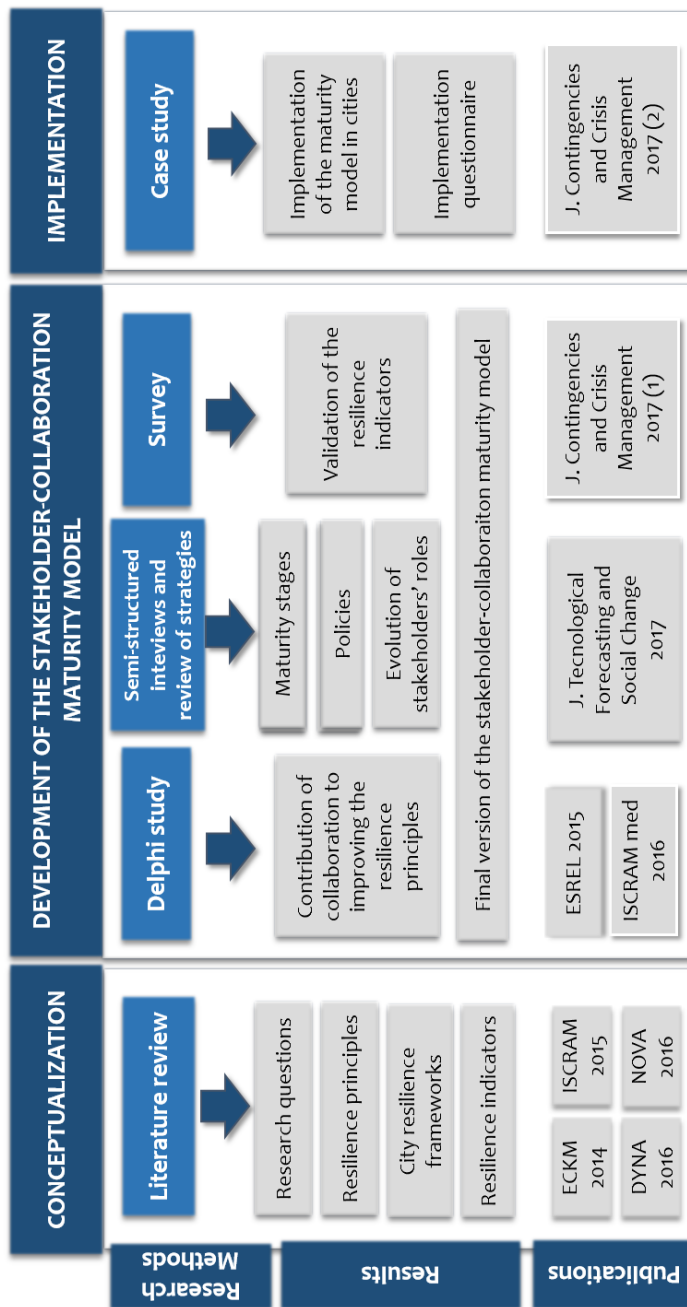 CONCEPTUALIZATION
DEVELOPMENT OF THE STAKEHOLDER-COLLABORATION
MATURITY MODEL
IMPLEMENTATION
Research
Methods
Literature review
Delphi study
Semi-structured
inteviews and
review of strategies
Survey
Case study
Results
Research questions
Resilience principles
City resilience
frameworks
Resilience indicators
Contribution of
collaboration to
improving the
resilience
principles
Maturity stages
Policies
Evolution of
stakeholders' roles
Validation of the
resilience
indicators
Final version of the stakeholder-collaboraiton maturity model
Implementation
of the maturity
model in cities
Implementation
questionnaire
Publications
ECKM
2014
ISCRAM
2015
DYNA
2016
NOVA
2016
ESREL 2015
ISCRAM med
2016
J. Tecnological
Forecasting and
Social Change
2017
J. Contingencies
and Crisis
Management
2017 (1)
J. Contingencies
and Crisis
Management
2017 (2)